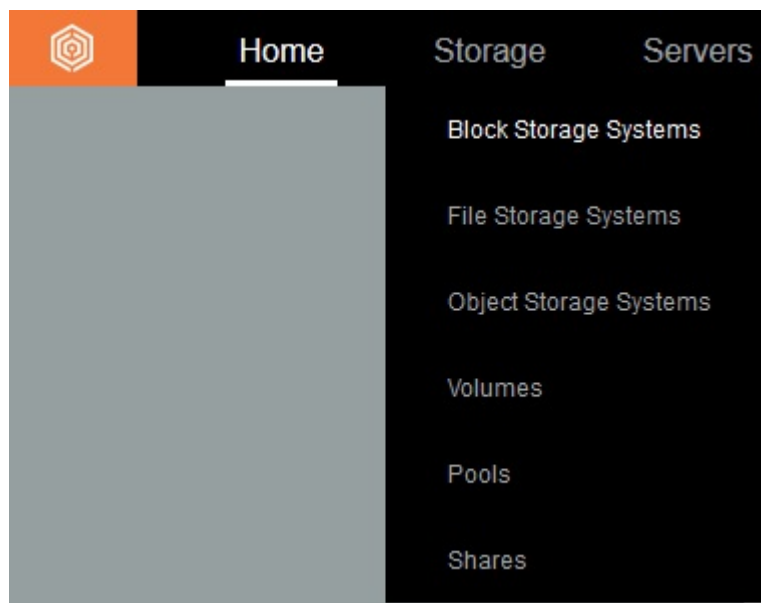 Home Storage Servers
Block Storage Systems
File Storage Systems
Object Storage Systems
Volumes
Pools
Shares